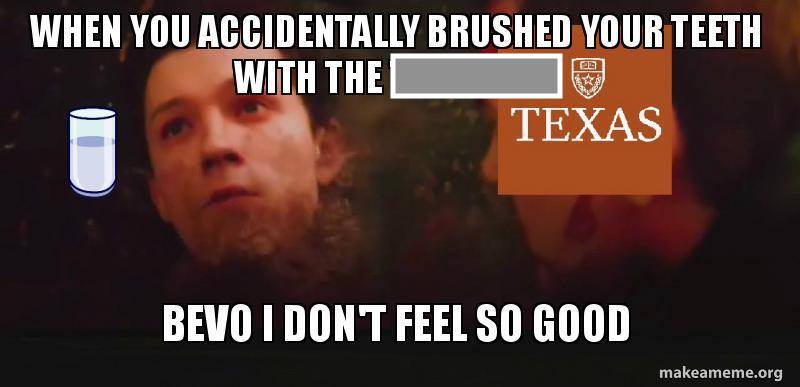 WHEN YOU ACCIDENTALLY BRUSHED YOUR TEETH
WITH THE
TEXAS
BEVO I DON'T FEEL SO GOOD
makeameme.org